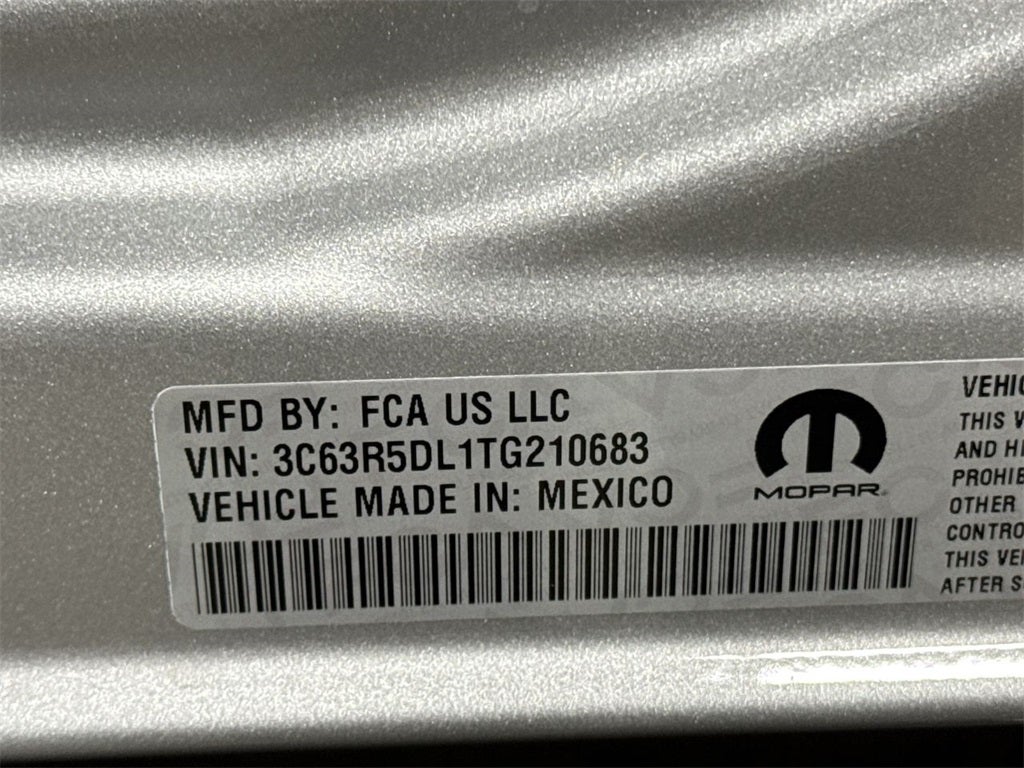 MFD BY: FCA US LLC
VIN: 3C63R5DL1TG210683
VEHICLE MADE IN: MEXICO
MOPAR
VEHIC
THIS V
AND HI
PROHIB
OTHER
CONTRO
THIS VEH
AFTER S